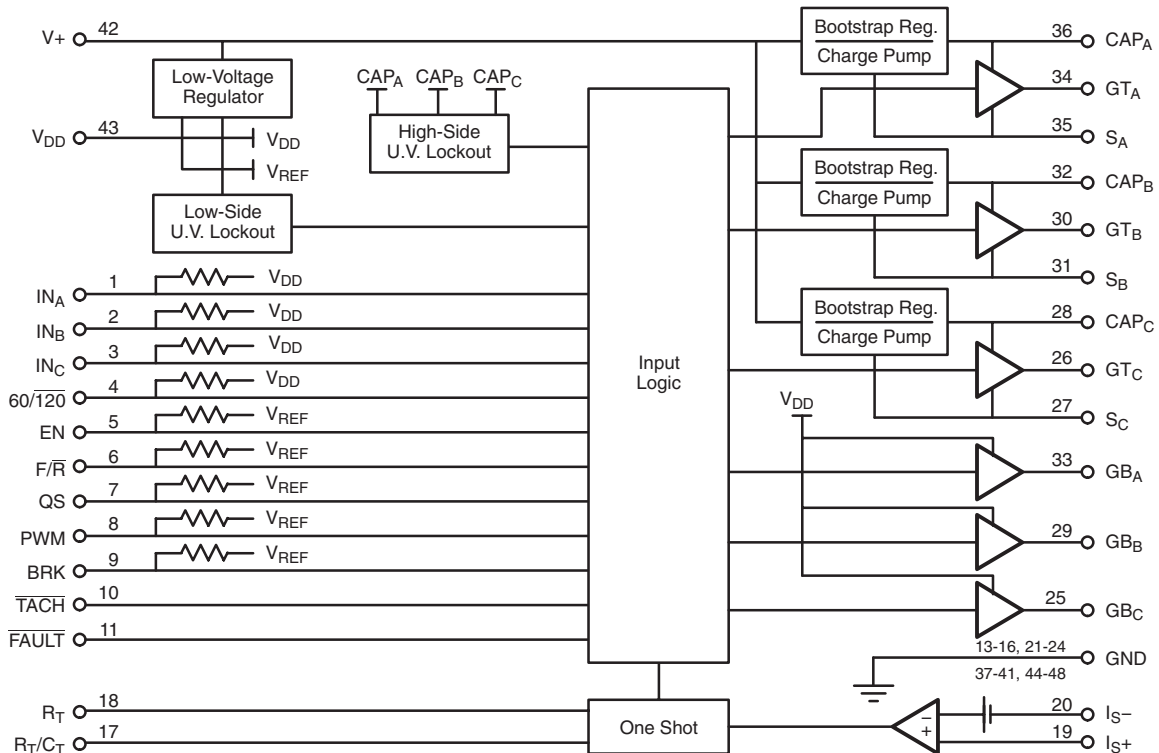 V+ 42
Low-Voltage
Regulator
VDD 43
VDD
VREF
Low-Side
U.V. Lockout
CAPA CAPB CAPC
High-Side
U.V. Lockout
INA 1 VDD
INB 2 VDD
INC 3 VDD
60/120 4 VDD
EN 5 VREF
F/R 6 VREF
QS 7 VREF
PWM 8 VREF
BRK 9 VREF
TACH 10
FAULT 11
RT 18
RT/CT 17
Input
Logic
One Shot
Bootstrap Reg.
Charge Pump
36 CAPA
34 GTA
35 SA
Bootstrap Reg.
Charge Pump
32 CAPB
30 GTB
31 SB
Bootstrap Reg.
Charge Pump
28 CAPC
26 GTC
27 SC
VDD
33 GBA
29 GBB
25 GBC
13-16, 21-24
GND
37-41, 44-48
− 20 IS−
+ 19 IS+